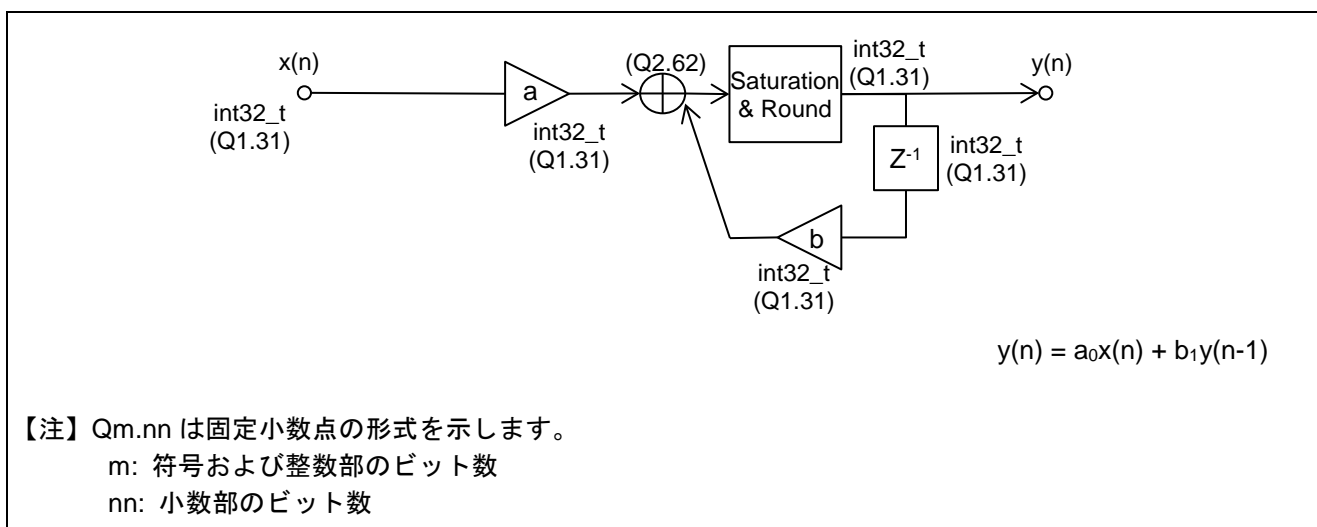 x(n)
int32_t
(Q1.31)
a
int32_t
(Q1.31)
(Q2.62)
Saturation
& Round
int32_t
(Q1.31)
y(n)
Z-1
int32_t
(Q1.31)
b
int32_t
(Q1.31)
y(n) = a0x(n) + b1y(n-1)
【注】Qm.nn は固定小数点の形式を示します。
m: 符号および整数部のビット数
nn: 小数部のビット数